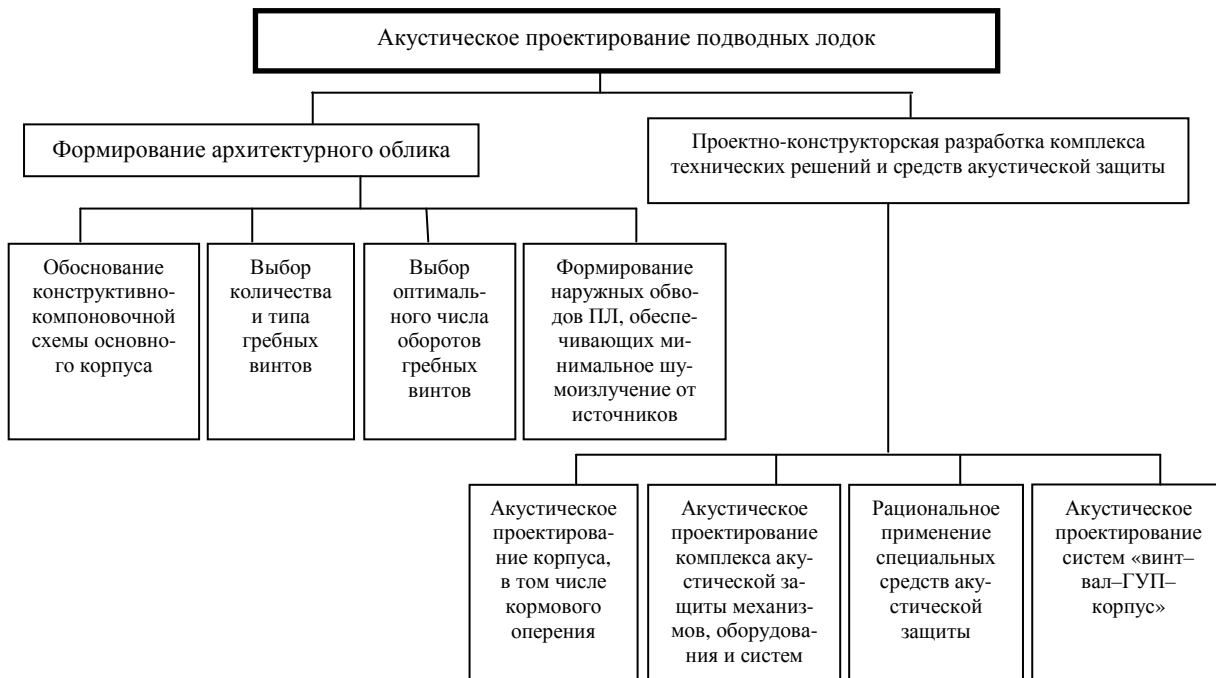 Акустическое проектирование подводных лодок
Формирование архитектурного облика
Проектно-конструкторская разработка комплекса
технических решений и средств акустической защиты
Обоснование
конструктивно-
компоновочной
схемы основно-
го корпуса
Выбор
количества
и типа
гребных
винтов
Выбор
оптималь-
ного числа
оборотов
гребных
винтов
Формирование
наружных обво-
дов ПЛ, обеспе-
чивающих ми-
нимальное шу-
моизлучение от
источников
Акустическое
проектирова-
ние корпуса,
в том числе
кормового
оперения
Акустическое
проектирование
комплекса аку-
стической за-
щиты механиз-
мов, оборудова-
ния и систем
Рациональное
применение
специальных
средств аку-
стической
защиты
Акустическое
проектирование
систем «винт–
вал–ГУП–
корпус»